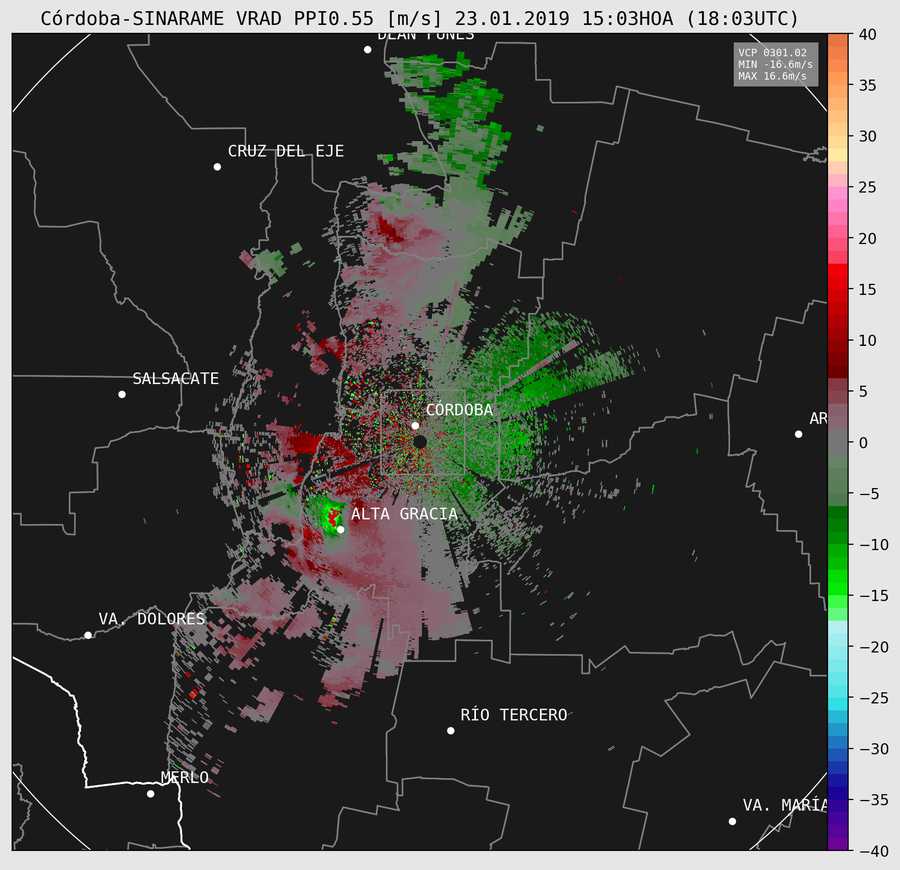 Córdoba-SINARAME VRAD PPI0.55 [m/s] 23.01.2019 15:03HOA (18:03UTC)
DEAN FUNES
VCP 0301.02
MIN -16.6m/s
MAX 16.6m/s
CRUZ DEL EJE
SALSACATE
CÓRDOBA
AR
ALTA GRACIA
VA. DOLORES
RÍO TERCERO
MERLO
VA. MARÍA
40
35
30
25
20
15
10
5
0
−5
−10
−15
−20
−25
−30
−35
−40